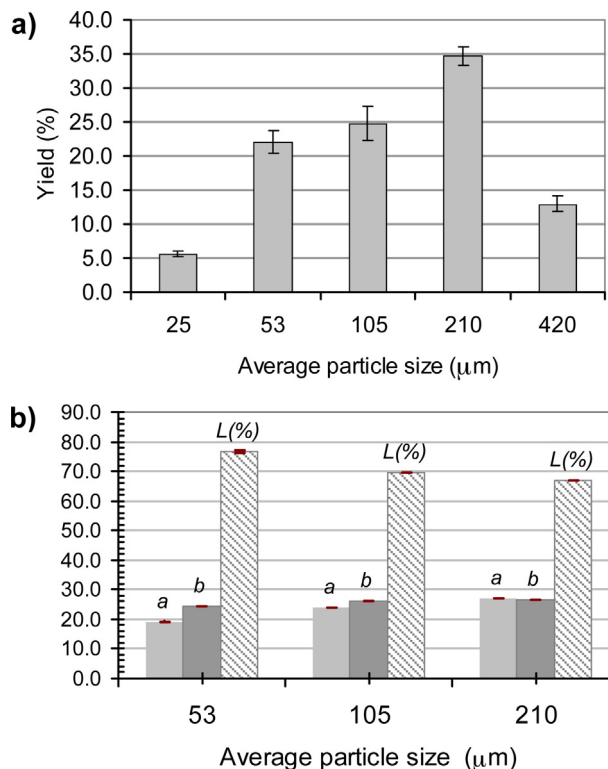 a)
Yield (%)
40.0
35.0
30.0
25.0
20.0
15.0
10.0
5.0
0.0
25 53 105 210 420
Average particle size (μm)
b)
90.0
80.0
70.0
60.0
50.0
40.0
30.0
20.0
10.0
0.0
L(%) L(%) L(%)
a b a b a b
53 105 210
Average particle size (μm)